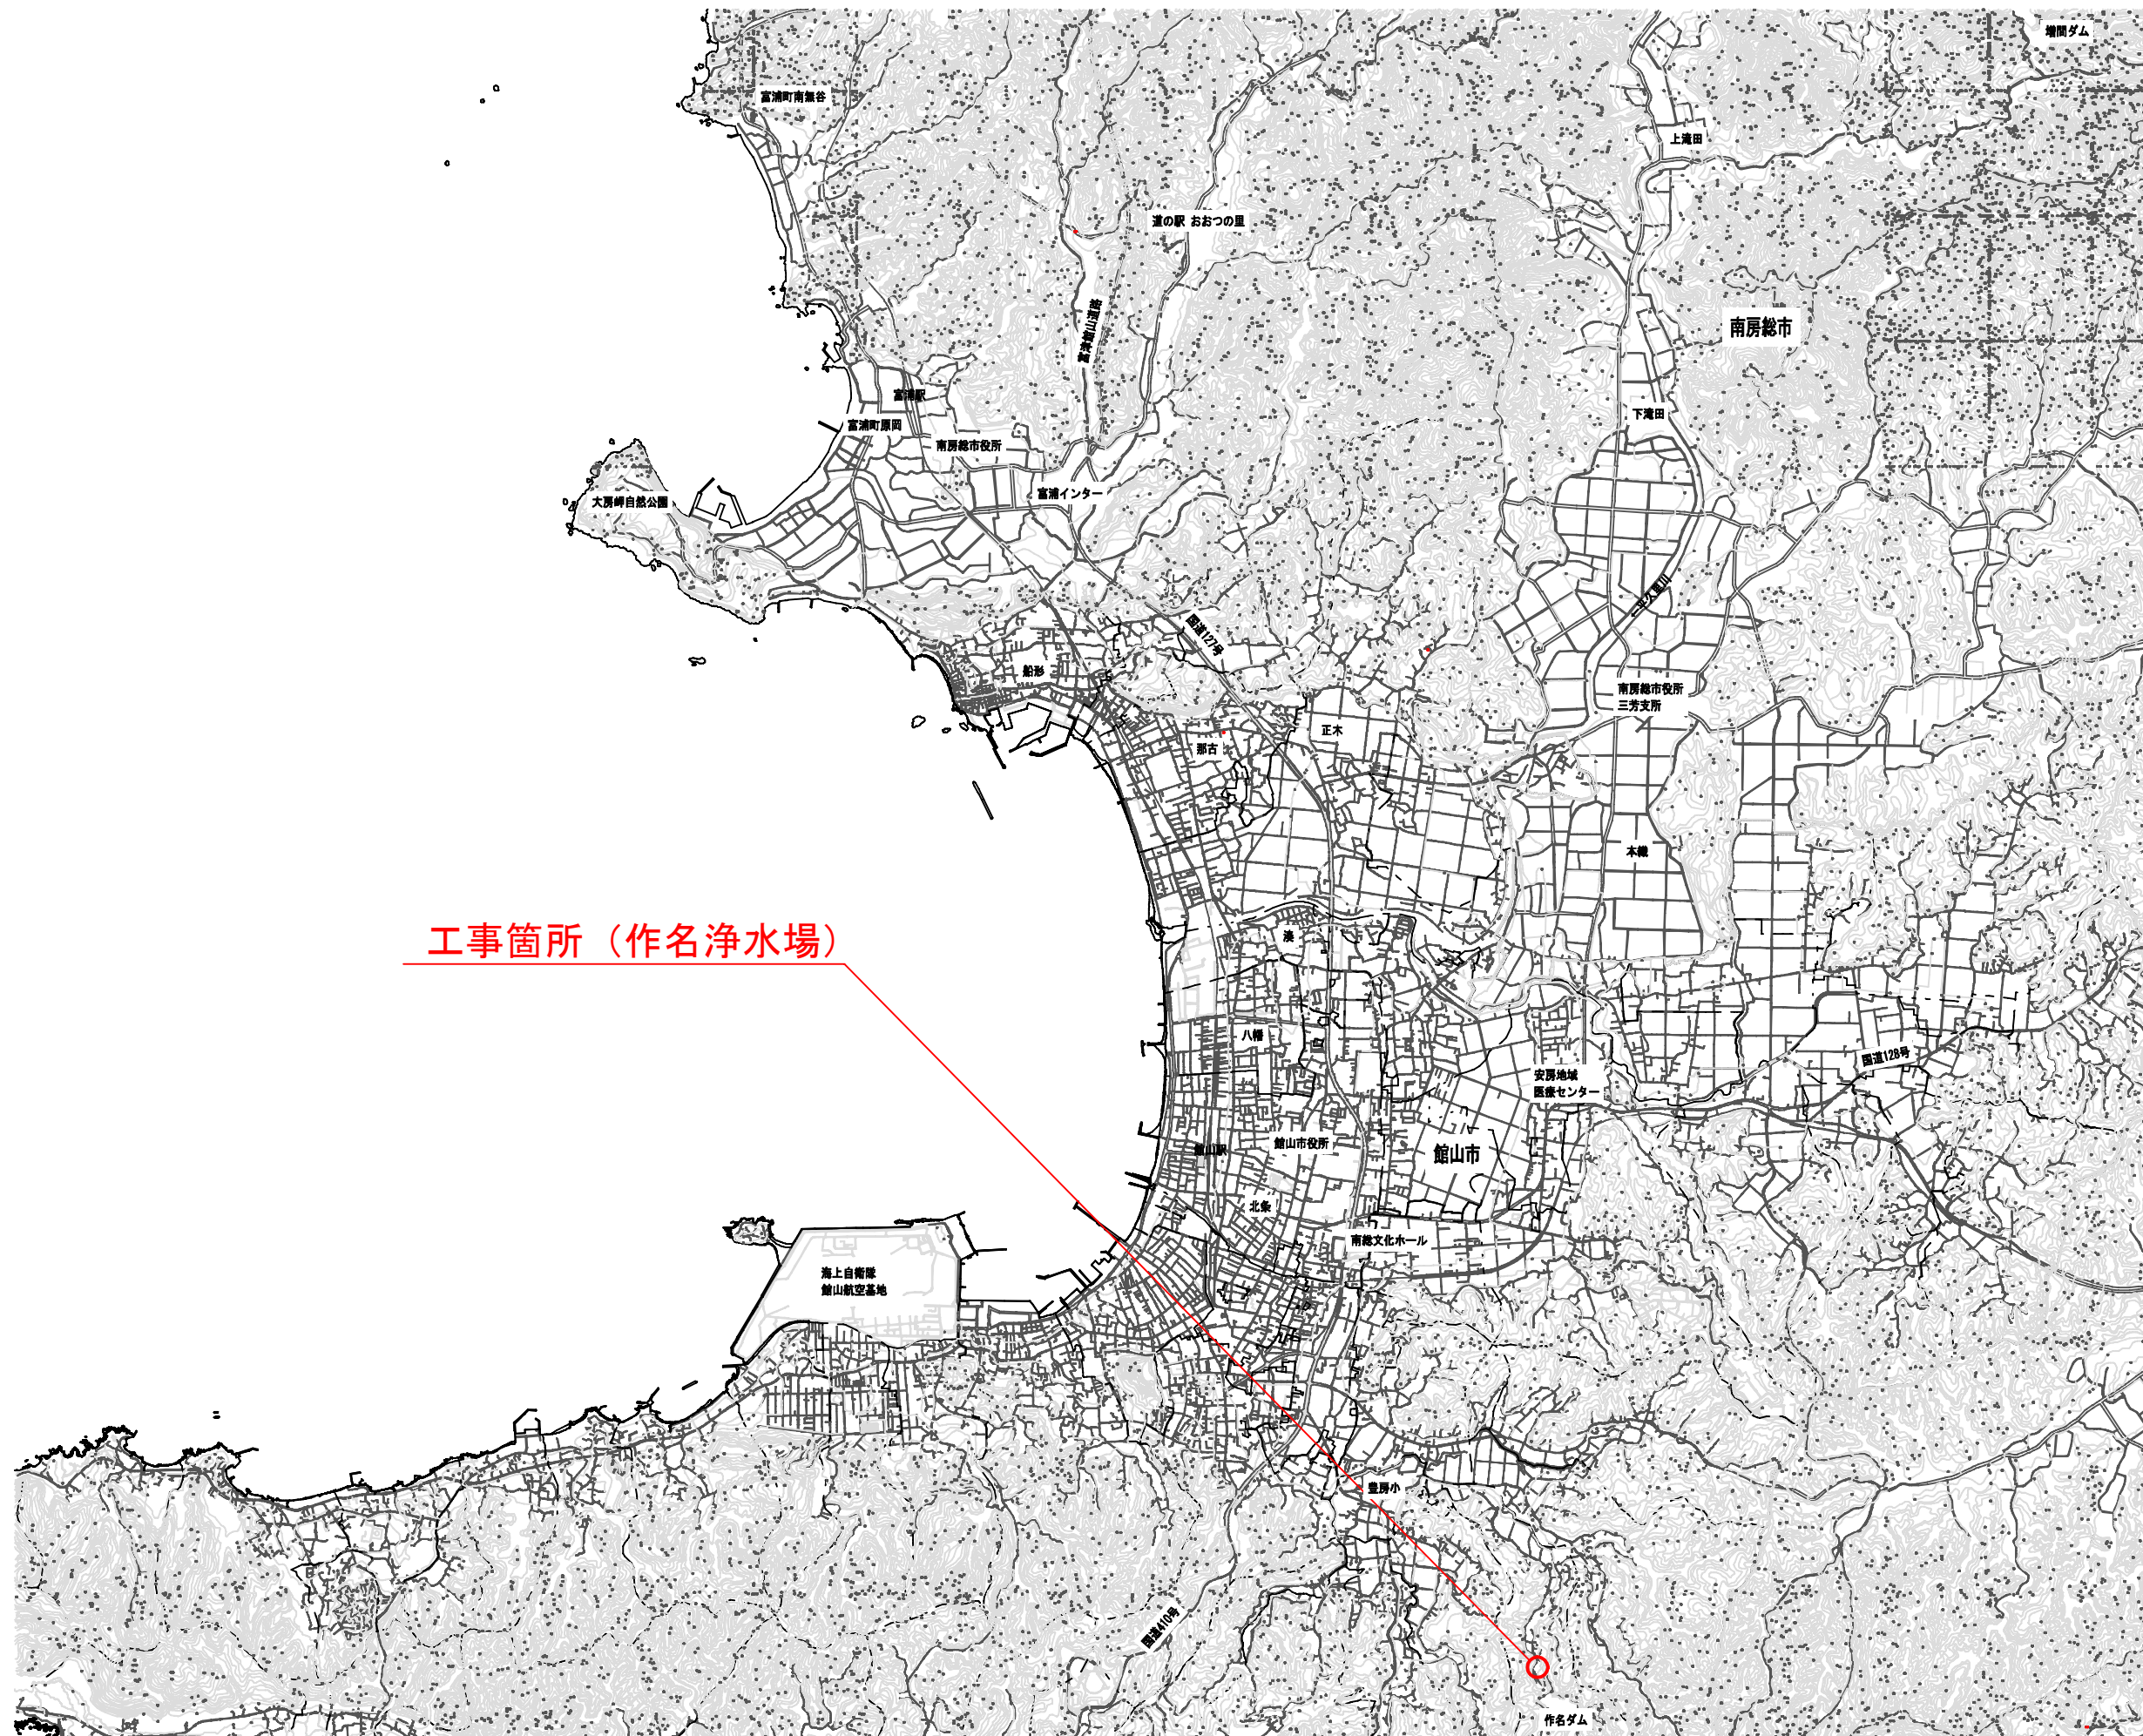 増間ダム
富浦町南無谷
上滝田
道の駅 おおつの里
南房総市
富浦駅
下滝田
富浦町原岡
南房総市役所
富浦インター
大房岬自然公園
←平久里川
国道127号
船形
南房総市役所
三芳支所
正木
那古
本織
工事箇所（作名浄水場）
湊
八幡
国道128号
安房地域
医療センター
館山市役所
館山駅
館山市
北条
南総文化ホール
海上自衛隊
館山航空基地
豊房小
国道410号
作名ダム